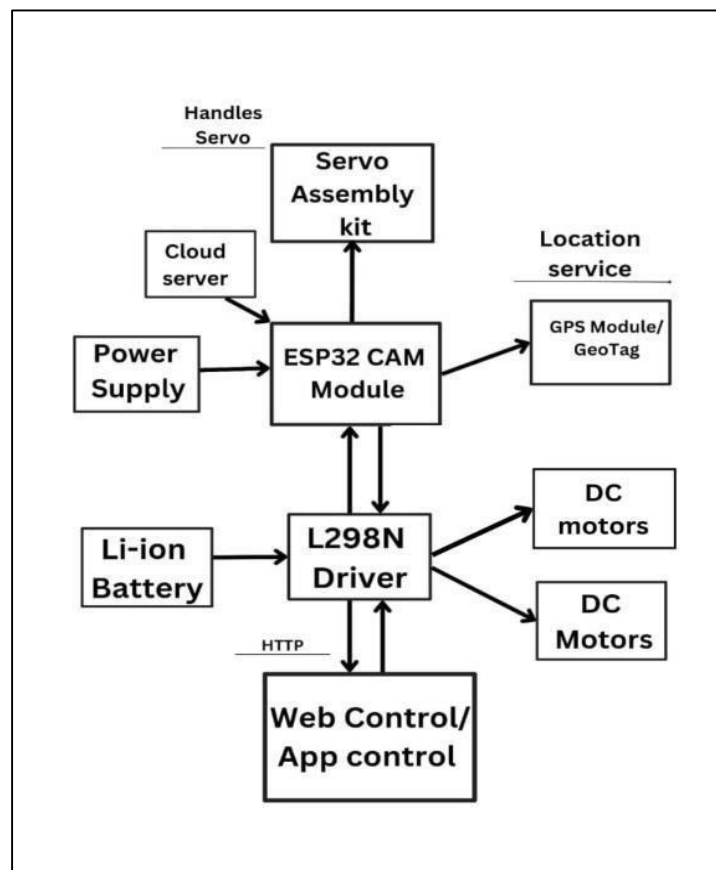 Handles
Servo
Servo
Assembly
kit
Cloud
server
Location
service
Power
Supply
ESP32 CAM
Module
GPS Module/
GeoTag
Li-ion
Battery
L298N
Driver
DC
motors
DC
Motors
HTTP
Web Control/
App control